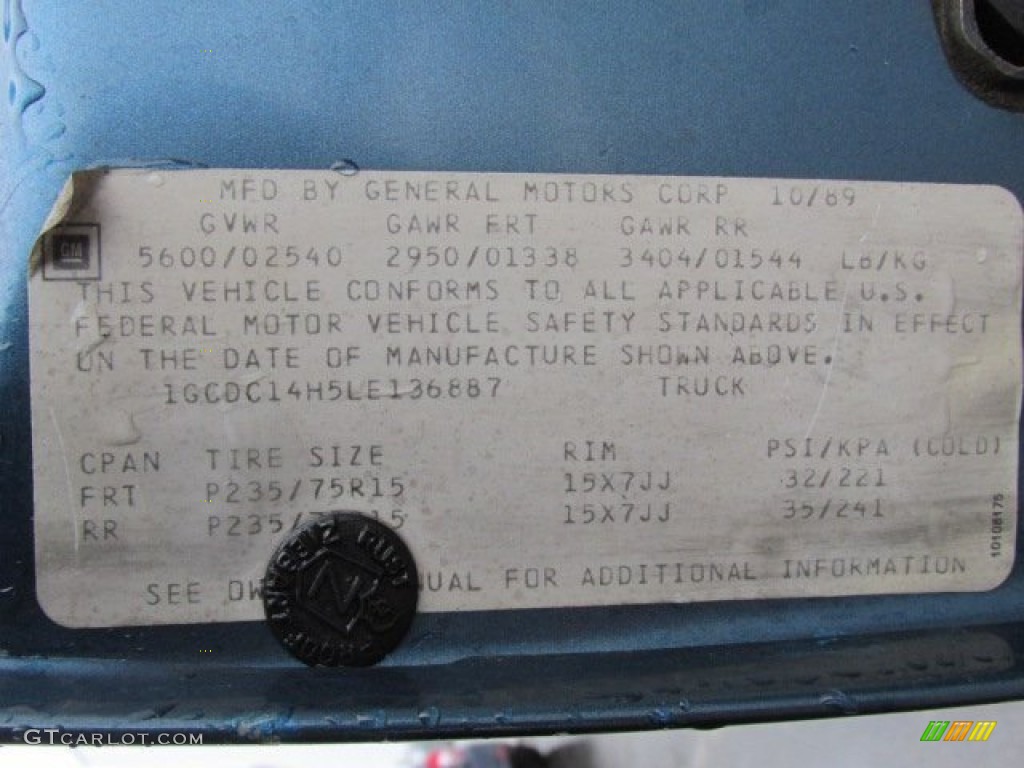 MFD BY GENERAL MOTORS CORP 10/89
GVWR GAWR FRT GAWR RR
GM
5600/02540 2950/01338 3404/01544 LB/KG
THIS VEHICLE CONFORMS TO ALL APPLICABLE U.S.
FEDERAL MOTOR VEHICLE SAFETY STANDARDS IN EFFECT
ON THE DATE OF MANUFACTURE SHOWN ABOVE.
1GCDC14H5LE136887 TRUCK
CPAN TIRE SIZE RIM PSI/KPA (COLD)
FRT P235/75R15 15X7JJ 32/221
RR P235/7 15 15X7JJ 35/241
10108175
SEE OW UAL FOR ADDITIONAL INFORMATION
GTCARLOT.COM